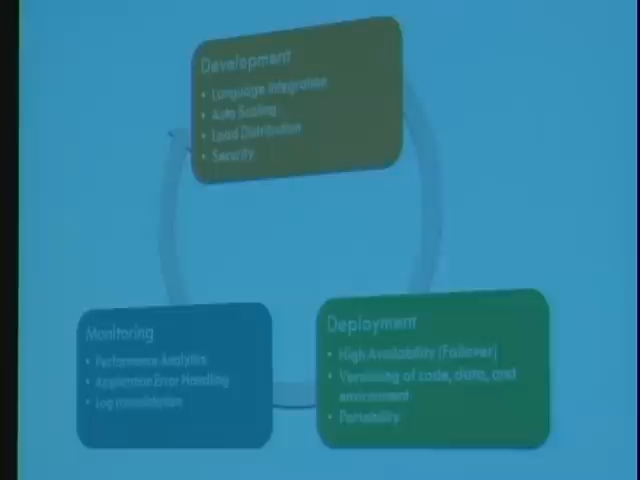 Development
• Language Integration
• Auto Scaling
• Load Distribution
• Security
Monitoring
• Performance Analytics
• Application Error Handling
• Log
Deployment
• High Availability (Failover)
• Versioning of code, data, and
environment
• Portability